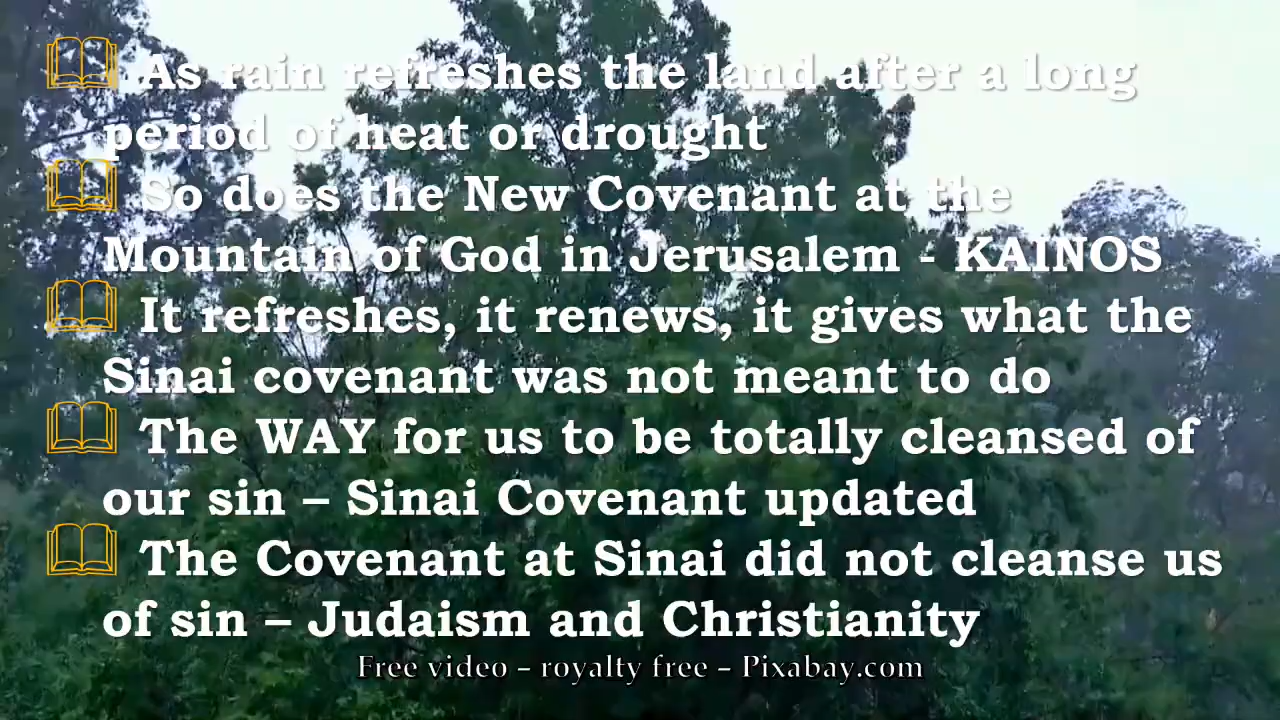 As rain refreshes the land after a long
period of heat or drought
So does the New Covenant at the
Mountain of God in Jerusalem - KAINOS
It refreshes, it renews, it gives what the
Sinai covenant was not meant to do
The WAY for us to be totally cleansed of
our sin – Sinai Covenant updated
The Covenant at Sinai did not cleanse us
of sin – Judaism and Christianity
Free video – royalty free – Pixabay.com